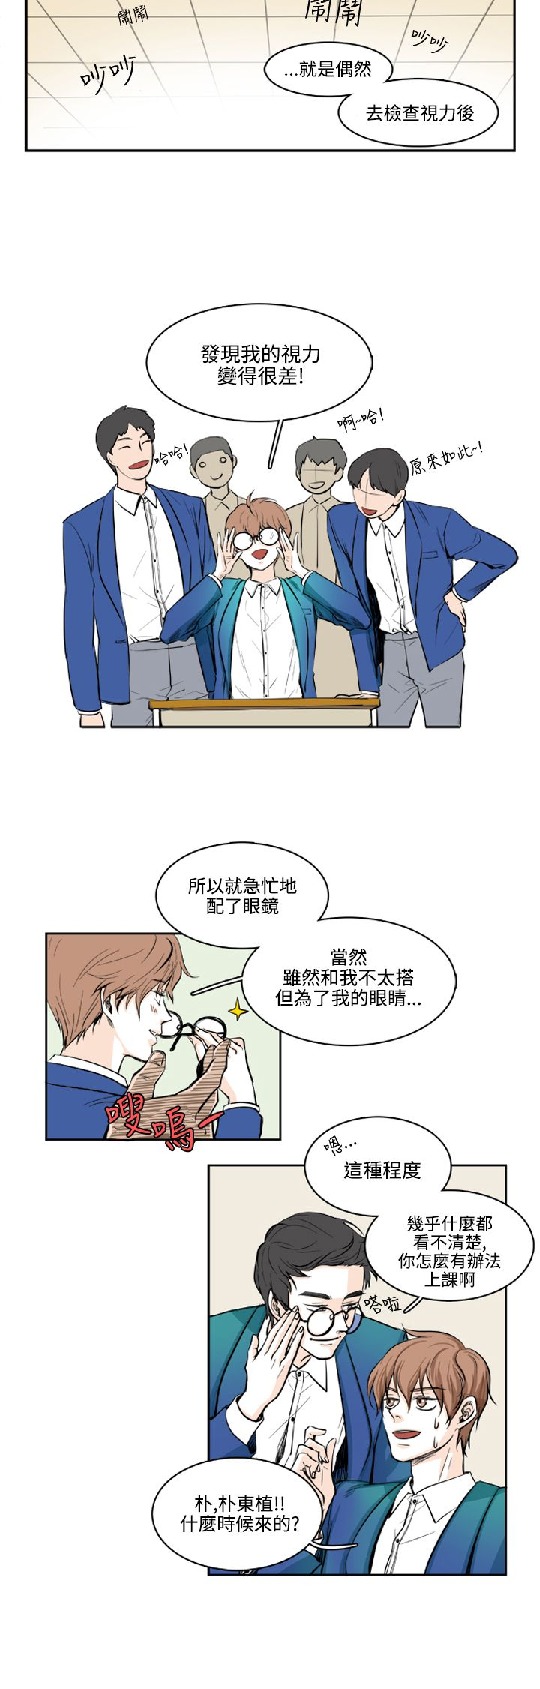 鬧鬧
鬧鬧
吵吵
吵吵
...就是偶然
去檢查視力後
發現我的視力
變得很差!
哈哈!
啊~哈!
原來如此~!
所以就急忙地
配了眼鏡
當然
雖然和我不太搭
但為了我的眼睛...
嗖嗚一
嗯...
這種程度
幾乎什麼都
看不清楚,
你怎麼有辦法
上課啊
嗒啦
朴,朴東植!!
什麼時候來的?